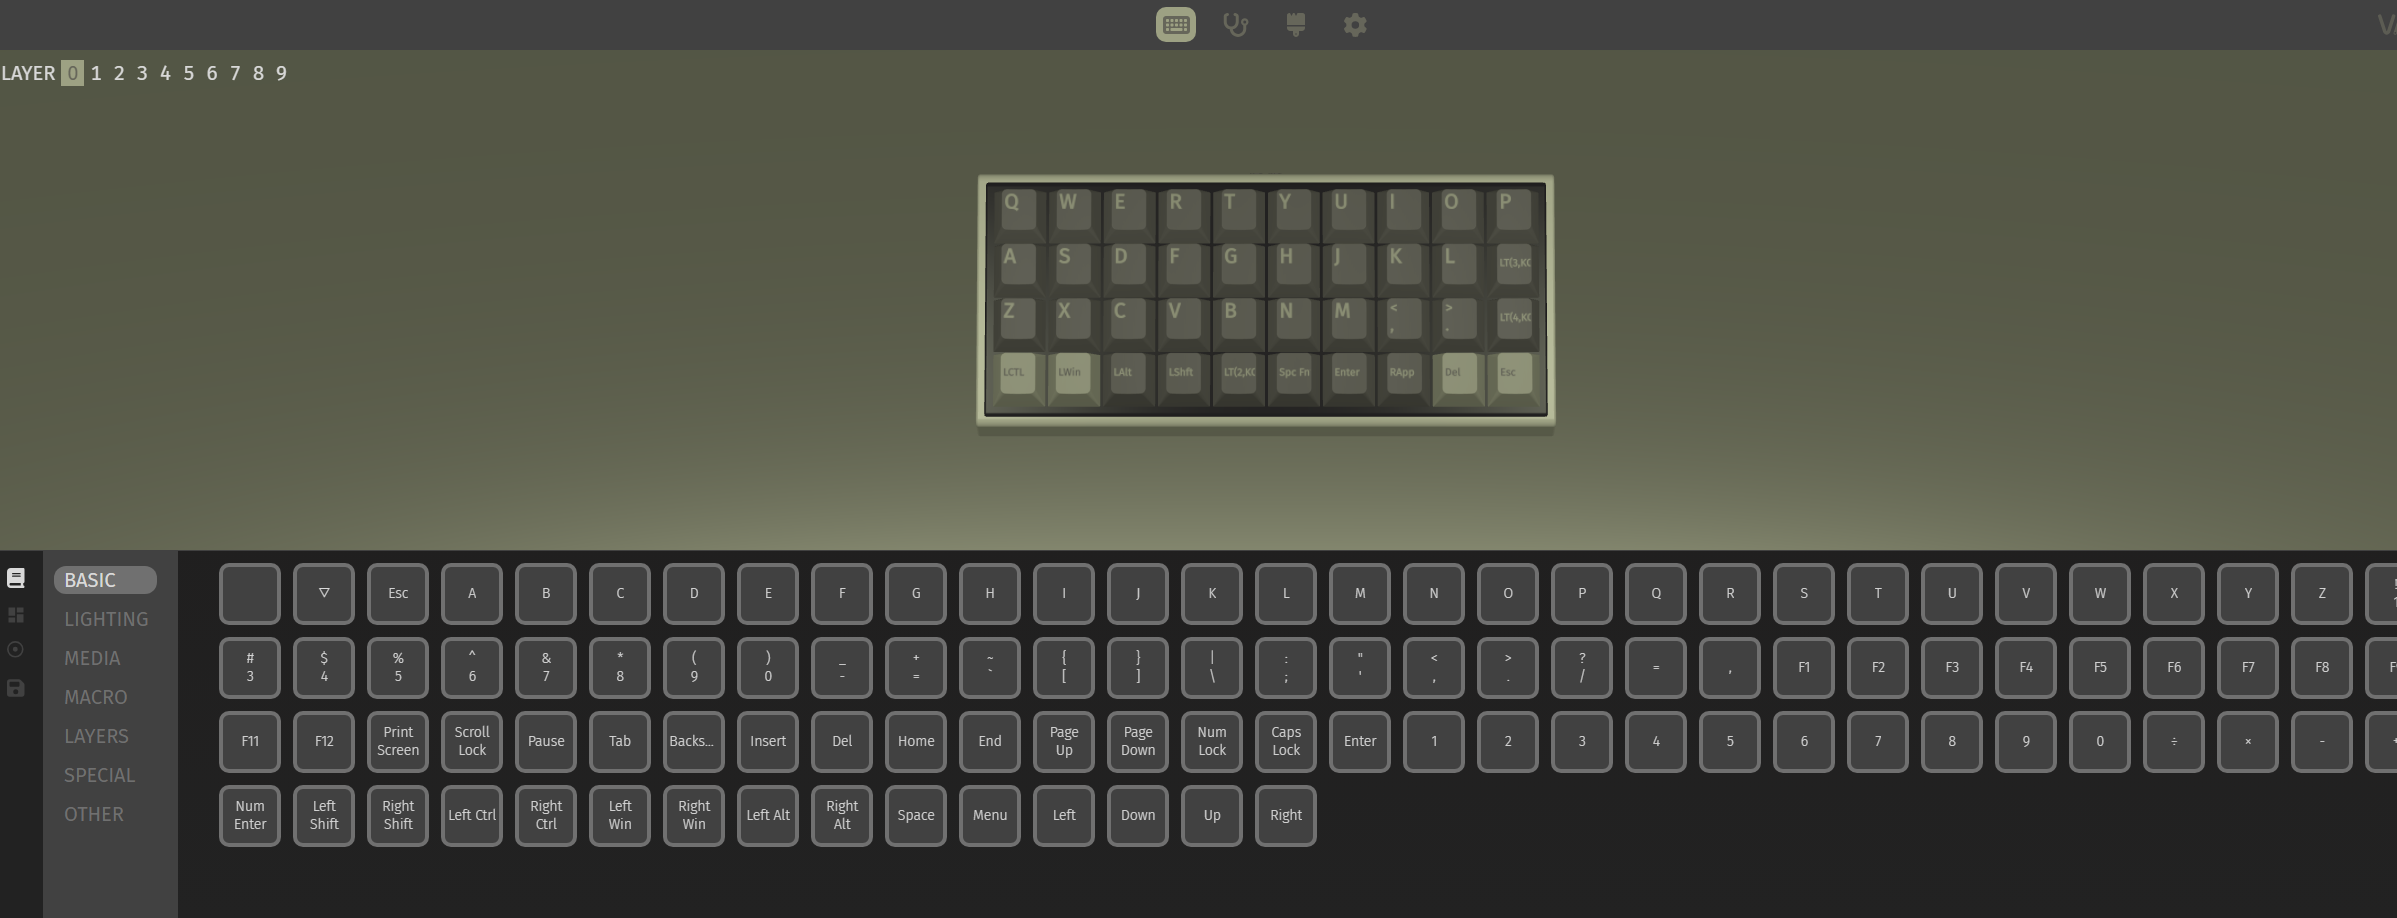 LAYER 0 1 2 3 4 5 6 7 8 9
Q W E R T Y U I O P
A S D F G H J K L LT(3,KC
Z X C V B N M < , > . LT(4,KC
LCTL LWin LAlt LShft LT(2,KC Spc Fn Enter RApp Del Esc
BASIC
LIGHTING
MEDIA
MACRO
LAYERS
SPECIAL
OTHER
▽ Esc A B C D E F G H I J K L M N O P Q R S T U V W X Y Z
# $ % ^ & * ( ) _ + ~ { } | : " < > ?
3 4 5 6 7 8 9 0 - = ` [ ] \ ; ' , . / = , F1 F2 F3 F4 F5 F6 F7 F8
F11 F12 Print Screen Scroll Lock Pause Tab Backs... Insert Del Home End Page Up Page Down Num Lock Caps Lock Enter 1 2 3 4 5 6 7 8 9 0 ÷ × -
Num Enter Left Shift Right Shift Left Ctrl Right Ctrl Left Win Right Win Left Alt Right Alt Space Menu Left Down Up Right